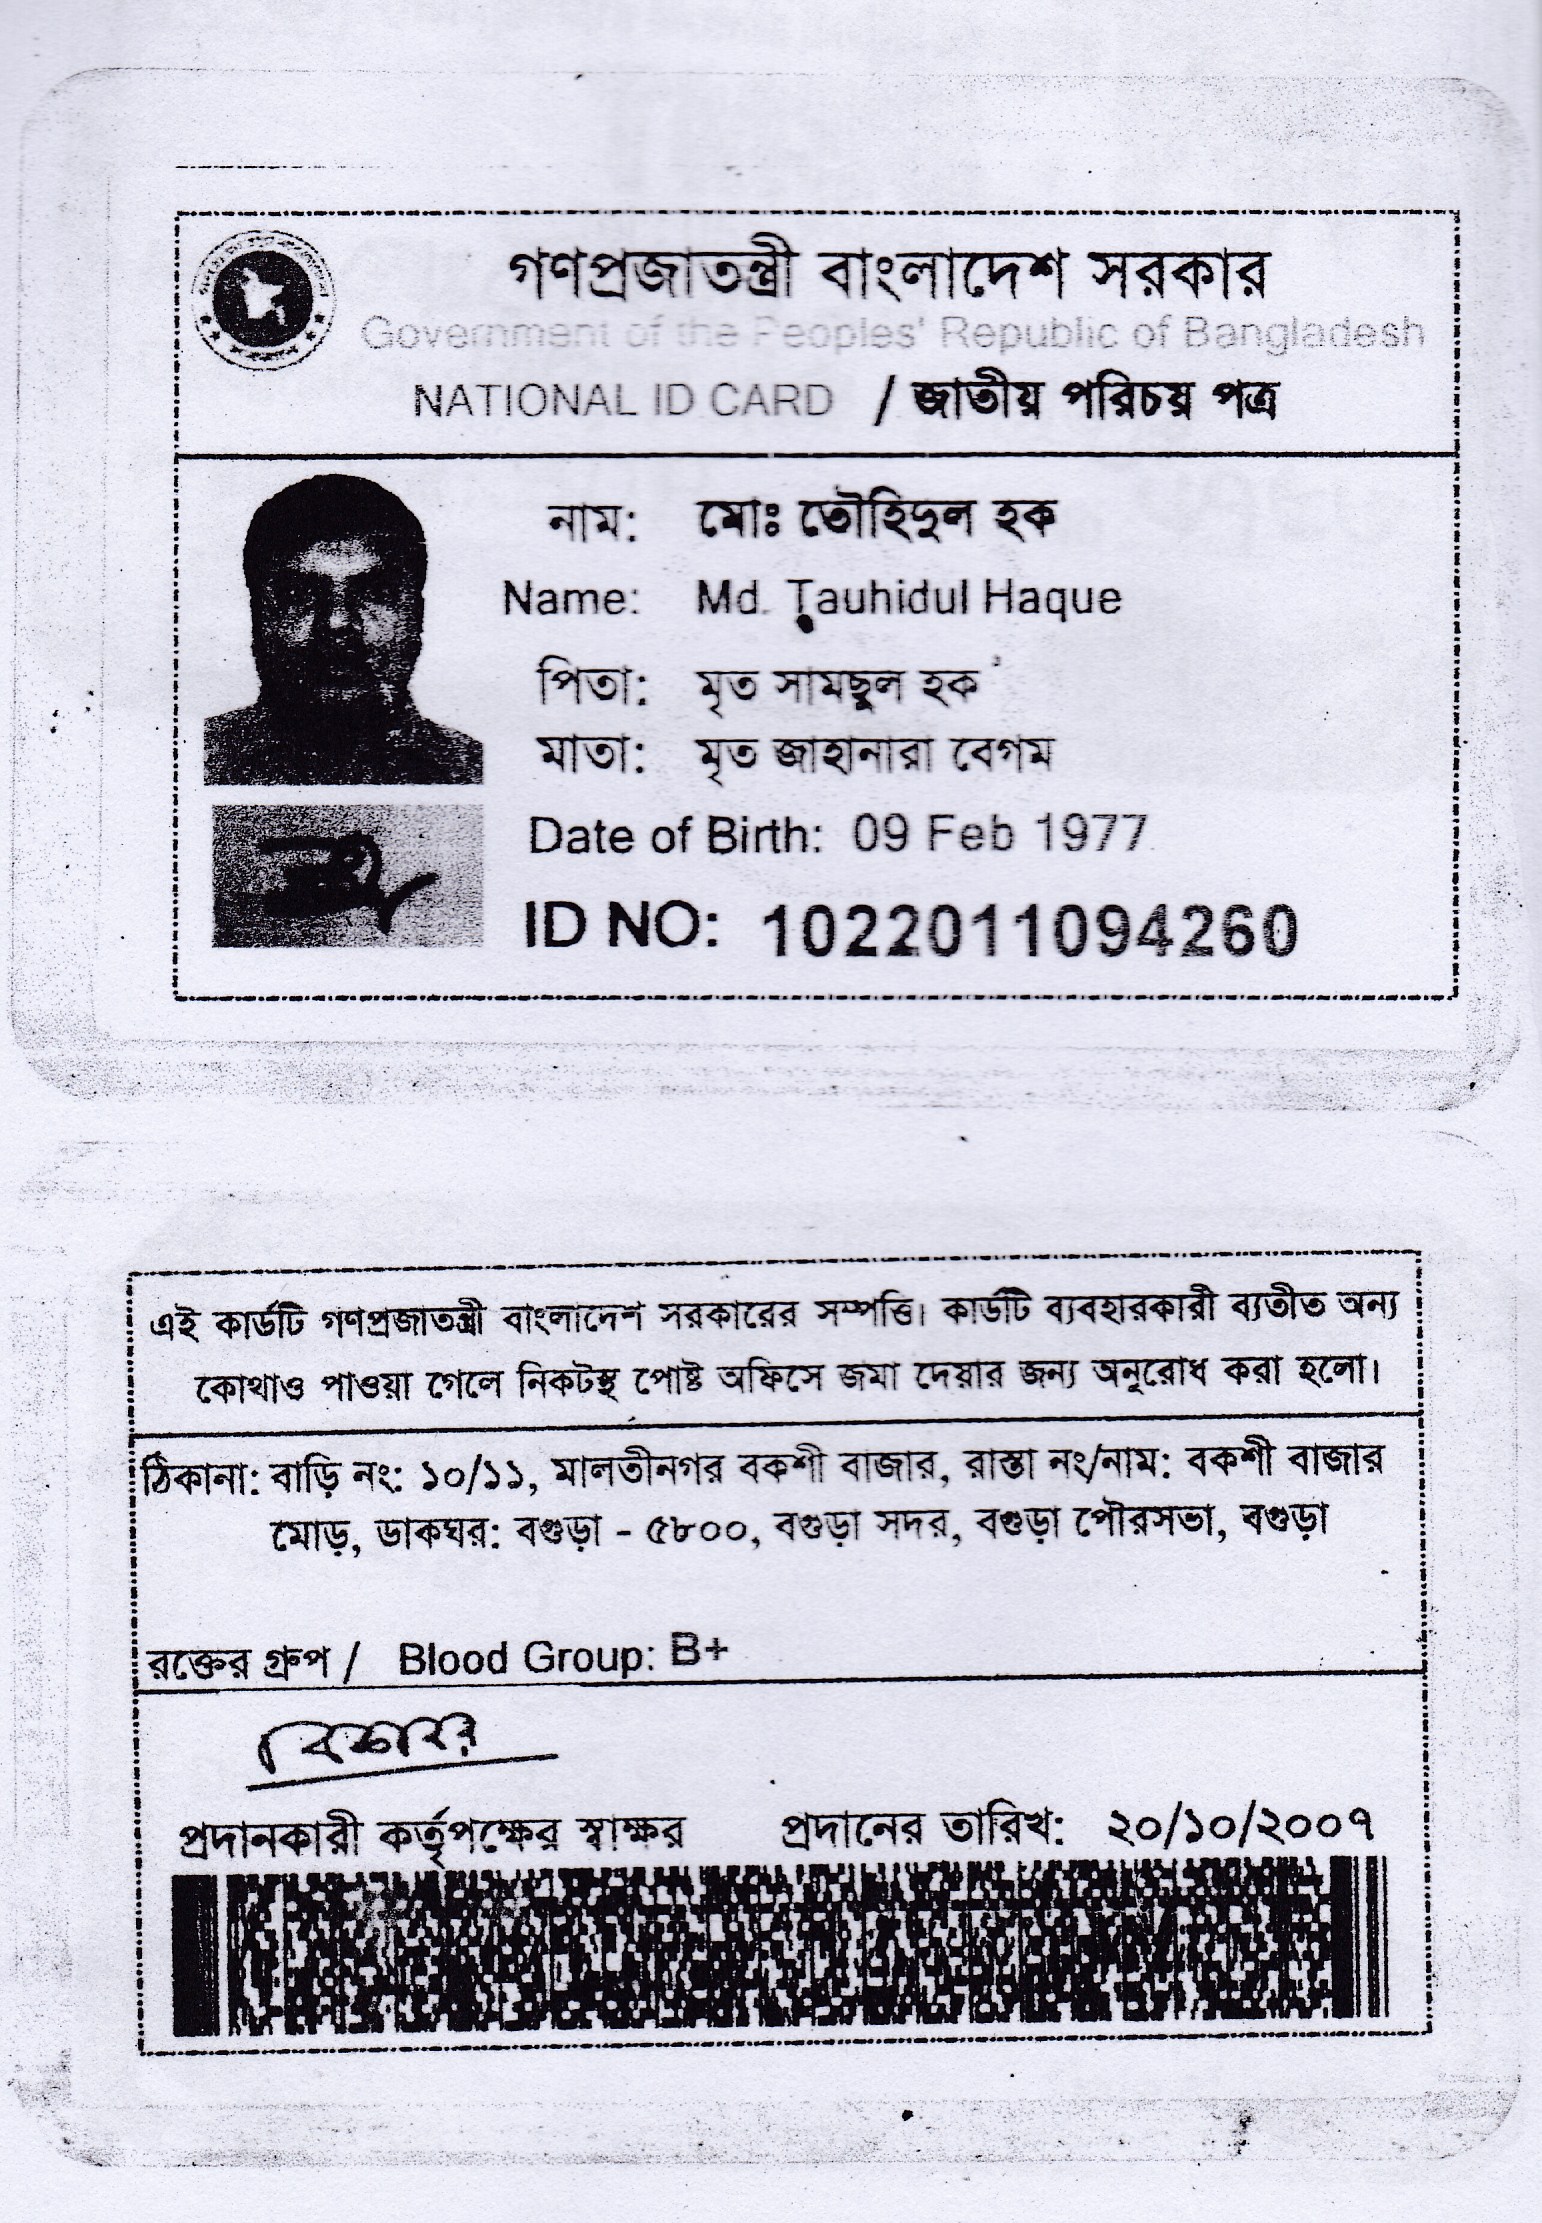 গণপ্রজাতন্ত্রী বাংলাদেশ সরকার
Government of the Peoples' Republic of Bangladesh
NATIONAL ID CARD / জাতীয় পরিচয় পত্র
নাম: মোঃ তৌহিদুল হক
Name: Md. Tauhidul Haque
পিতা: মৃত সামছুল হক
মাতা: মৃত জাহানারা বেগম
Date of Birth: 09 Feb 1977
ID NO: 1022011094260
এই কার্ডটি গণপ্রজাতন্ত্রী বাংলাদেশ সরকারের সম্পত্তি। কার্ডটি ব্যবহারকারী ব্যতীত অন্য
কোথাও পাওয়া গেলে নিকটস্থ পোষ্ট অফিসে জমা দেয়ার জন্য অনুরোধ করা হলো।
ঠিকানা: বাড়ি নং: ১০/১১, মালতীনগর বকশী বাজার, রাস্তা নং/নাম: বকশী বাজার
মোড়, ডাকঘর: বগুড়া - ৫৮০০, বগুড়া সদর, বগুড়া পৌরসভা, বগুড়া
রক্তের গ্রুপ / Blood Group: B+
প্রদানকারী কর্তৃপক্ষের স্বাক্ষর প্রদানের তারিখ: ২০/১০/২০০৭